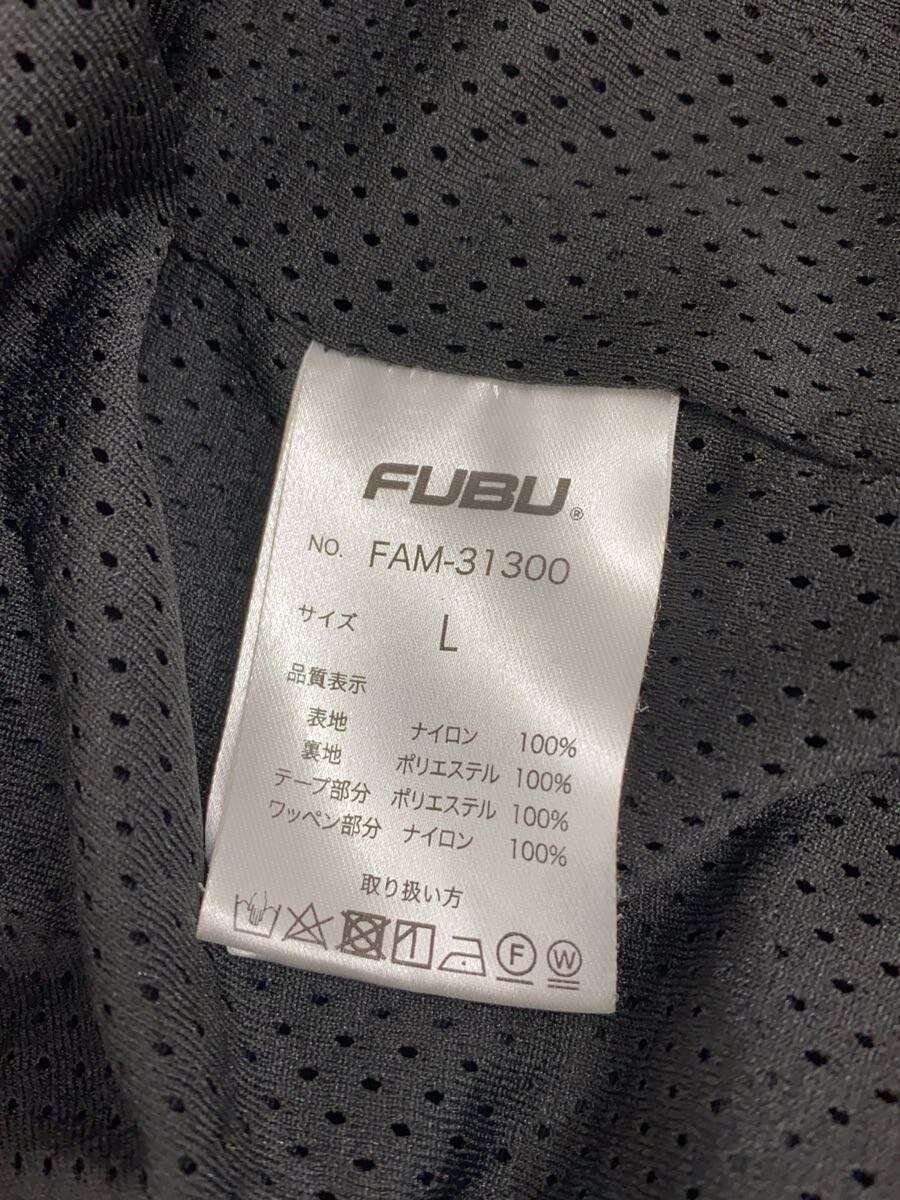 FUBU®
NO. FAM-31300
サイズ L
品質表示
表地 ナイロン 100%
裏地 ポリエステル 100%
テープ部分 ポリエステル 100%
ワッペン部分 ナイロン 100%
取り扱い方
F W